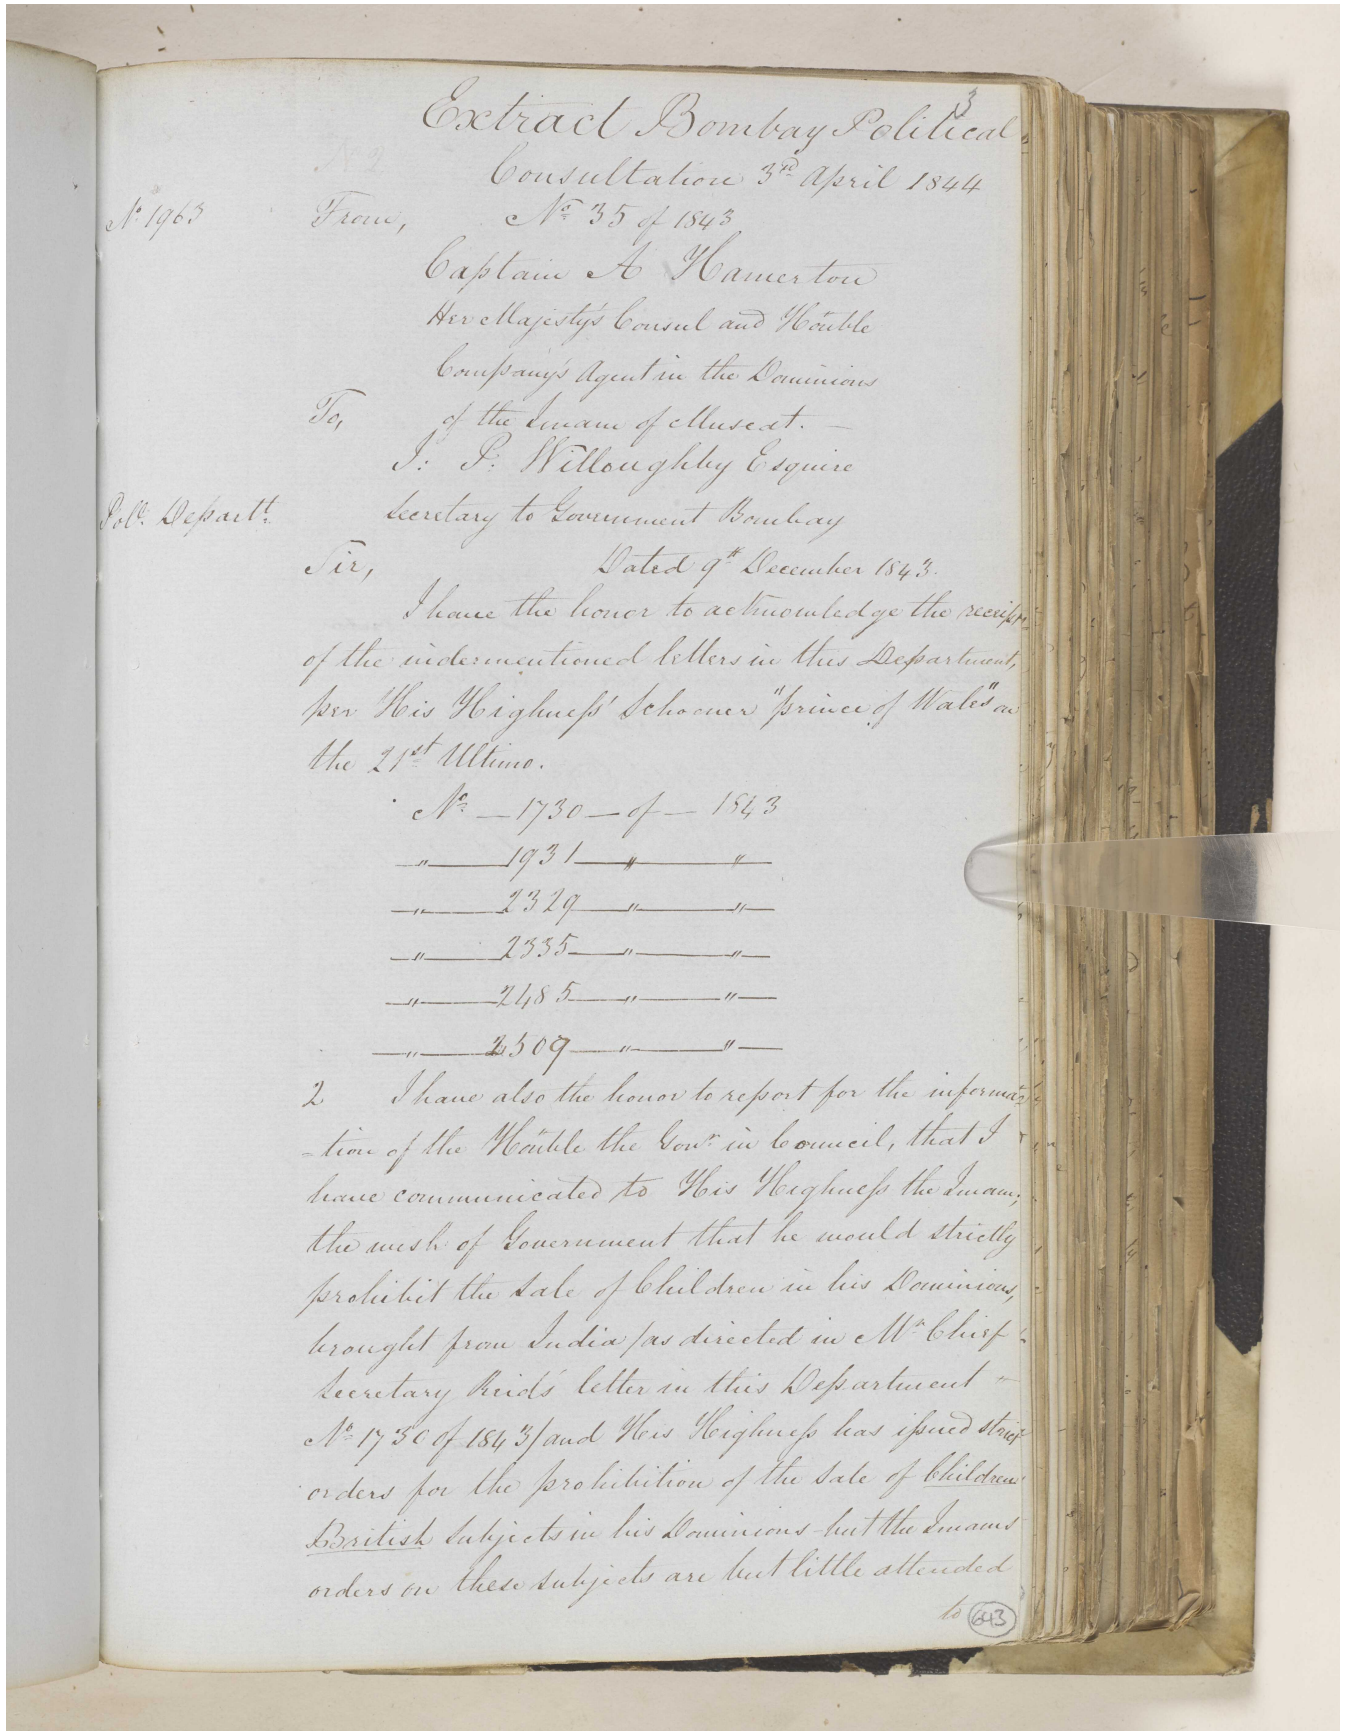 3
Extract Bombay Political
Consultation 3rd April 1844
No. 1963
From, No. 35 of 1843
Captain A Hamerton
Her Majesty's Consul and Honble
Company's Agent in the Dominions
To, of the Imam of Muscat. —
J: P: Willoughby Esquire
Poll. Departt. Secretary to Government Bombay
Sir, Dated 9th December 1843.
I have the honor to acknowledge the receipt
of the undermentioned letters in this Department,
per His Highness' Schooner "prince of Wales" on
the 21st Ultimo.
No. — 1730 — of — 1843
— " — 1931 — " — " —
— " — 2329 — " — " —
— " — 2335 — " — " —
— " — 2485 — " — " —
— " — 2509 — " — " —
2 I have also the honor to report for the informa-
=tion of the Honble the Govr. in Council, that I
have communicated to His Highness the Imam,
the wish of Government that he would strictly
prohibit the sale of Children in his Dominions,
brought from India /as directed in Mr. Chief
Secretary Reid's letter in this Department
No. 1730 of 1843/ and His Highness has issued strict
orders for the prohibition of the sale of Children
British Subjects in his Dominions - but the Imams
orders on these subjects are but little attended
to
643